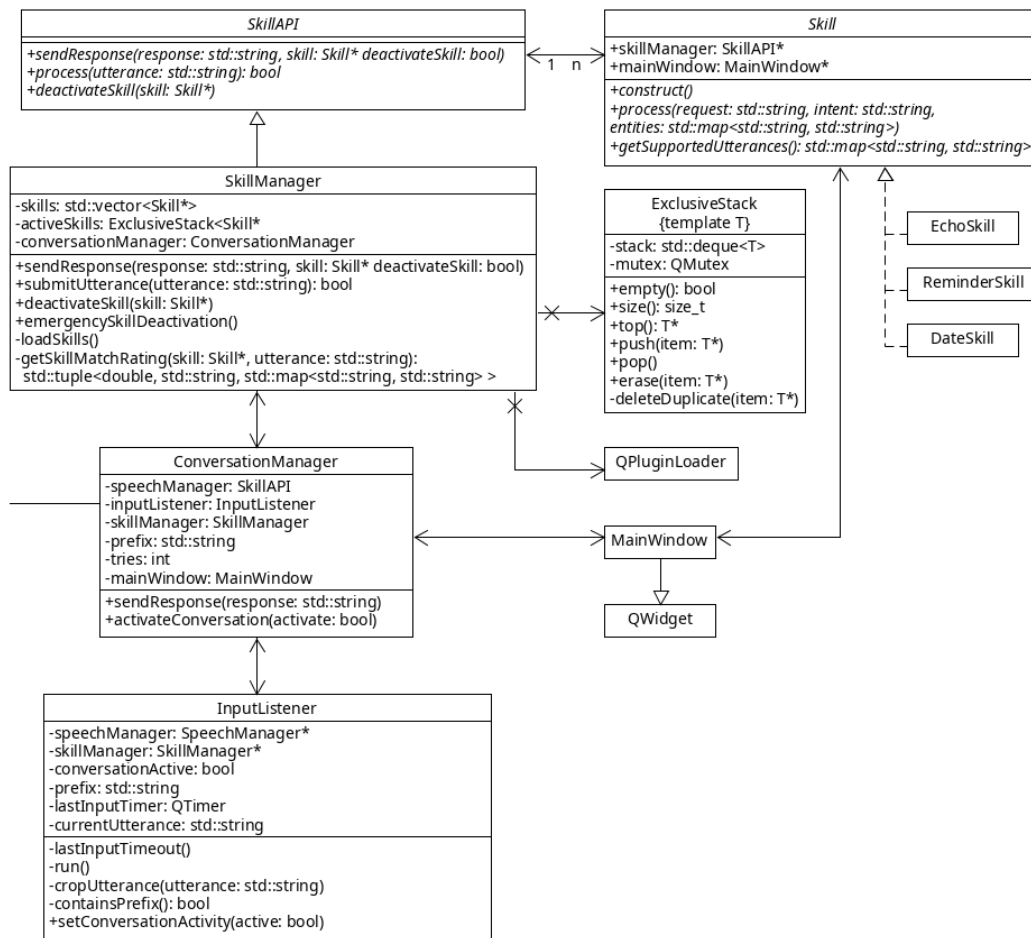 SkillAPI
+sendResponse(response: std::string, skill: Skill* deactivateSkill: bool)
+process(utterance: std::string): bool
+deactivateSkill(skill: Skill*)
1 n
Skill
+skillManager: SkillAPI*
+mainWindow: MainWindow*
+construct()
+process(request: std::string, intent: std::string,
entities: std::map<std::string, std::string>)
+getSupportedUtterances(): std::map<std::string, std::string>
SkillManager
-skills: std::vector<Skill*>
-activeSkills: ExclusiveStack<Skill*
-conversationManager: ConversationManager
+sendResponse(response: std::string, skill: Skill* deactivateSkill: bool)
+submitUtterance(utterance: std::string): bool
+deactivateSkill(skill: Skill*)
+emergencySkillDeactivation()
-loadSkills()
-getSkillMatchRating(skill: Skill*, utterance: std::string):
std::tuple<double, std::string, std::map<std::string, std::string> >
ExclusiveStack
{template T}
-stack: std::deque<T>
-mutex: QMutex
+empty(): bool
+size(): size_t
+top(): T*
+push(item: T*)
+pop()
+erase(item: T*)
-deleteDuplicate(item: T*)
EchoSkill
ReminderSkill
DateSkill
ConversationManager
-speechManager: SkillAPI
-inputListener: InputListener
-skillManager: SkillManager
-prefix: std::string
-tries: int
-mainWindow: MainWindow
+sendResponse(response: std::string)
+activateConversation(activate: bool)
QPluginLoader
MainWindow
QWidget
InputListener
-speechManager: SpeechManager*
-skillManager: SkillManager*
-conversationActive: bool
-prefix: std::string
-lastInputTimer: QTimer
-currentUtterance: std::string
-lastInputTimeout()
-run()
-cropUtterance(utterance: std::string)
-containsPrefix(): bool
+setConversationActivity(active: bool)